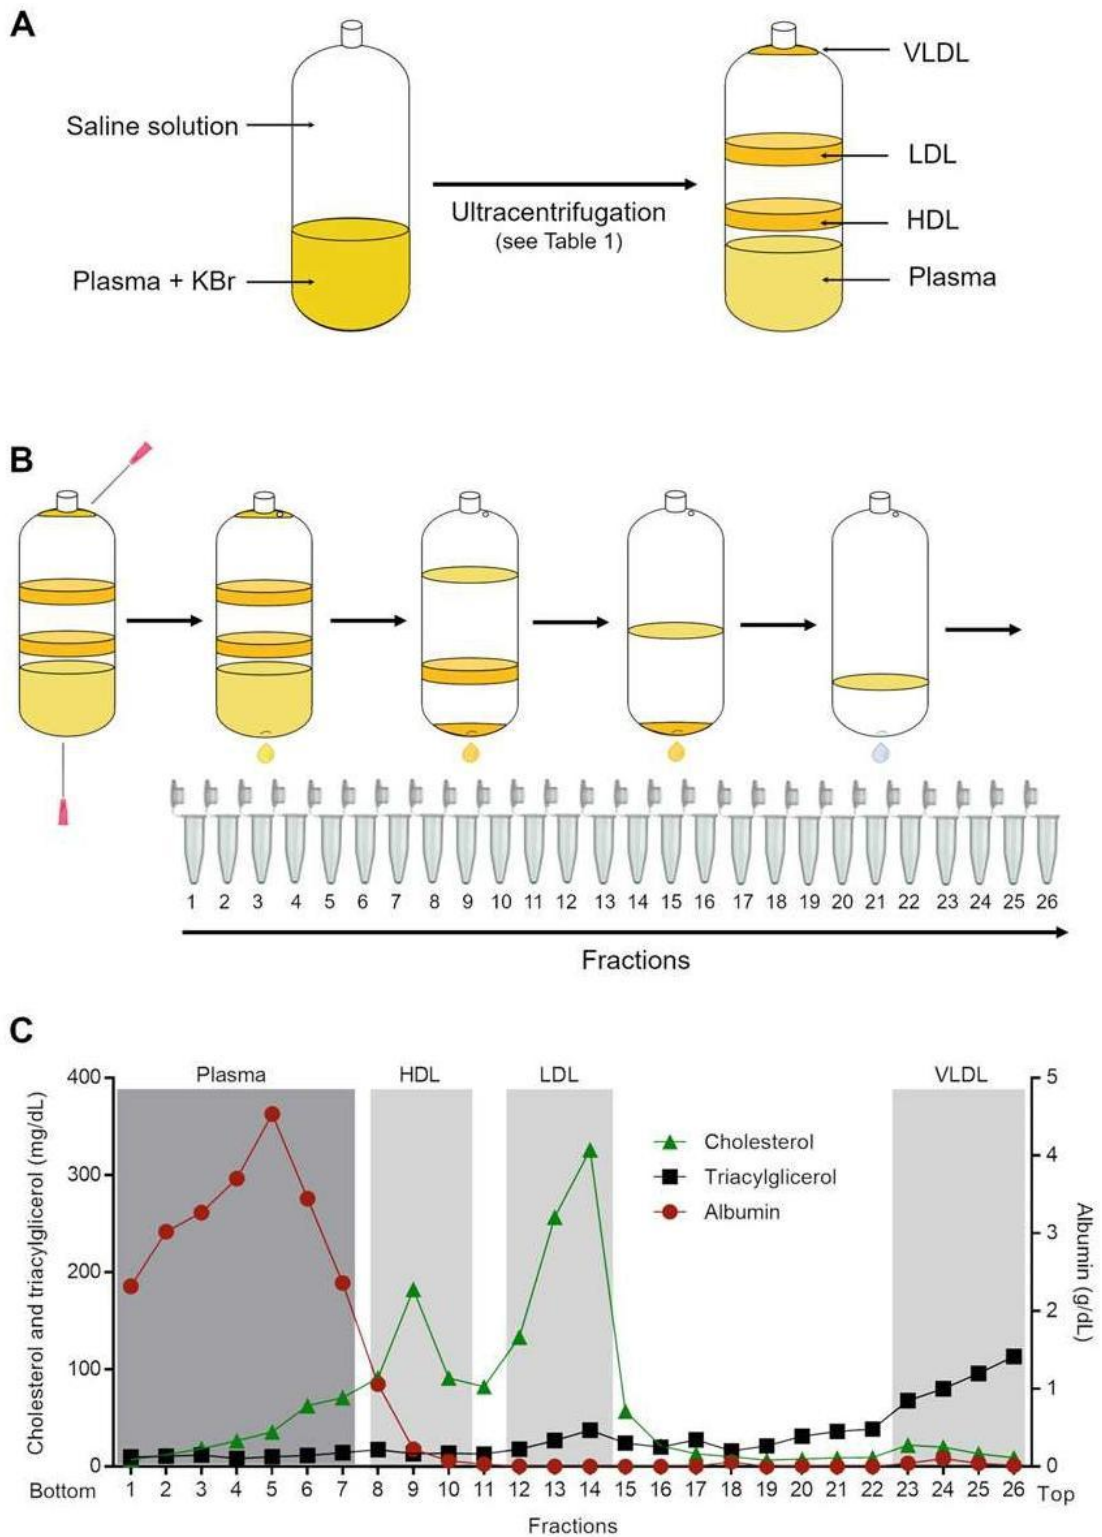 A
Saline solution
Plasma + KBr
Ultracentrifugation
(see Table 1)
VLDL
LDL
HDL
Plasma
B
1 2 3 4 5 6 7 8 9 10 11 12 13 14 15 16 17 18 19 20 21 22 23 24 25 26
Fractions
C
Plasma HDL LDL VLDL
Cholesterol and triacylglicerol (mg/dL)
400
300
200
100
0
Cholesterol
Triacylglicerol
Albumin
5
4
3
2
1
0
Albumin (g/dL)
Bottom 1 2 3 4 5 6 7 8 9 10 11 12 13 14 15 16 17 18 19 20 21 22 23 24 25 26 Top
Fractions